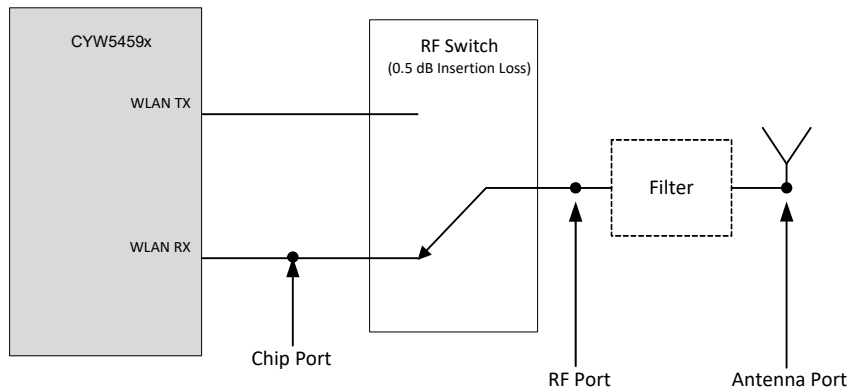 CYW5459x
RF Switch
(0.5 dB Insertion Loss)
WLAN TX
Filter
WLAN RX
Chip Port
RF Port
Antenna Port